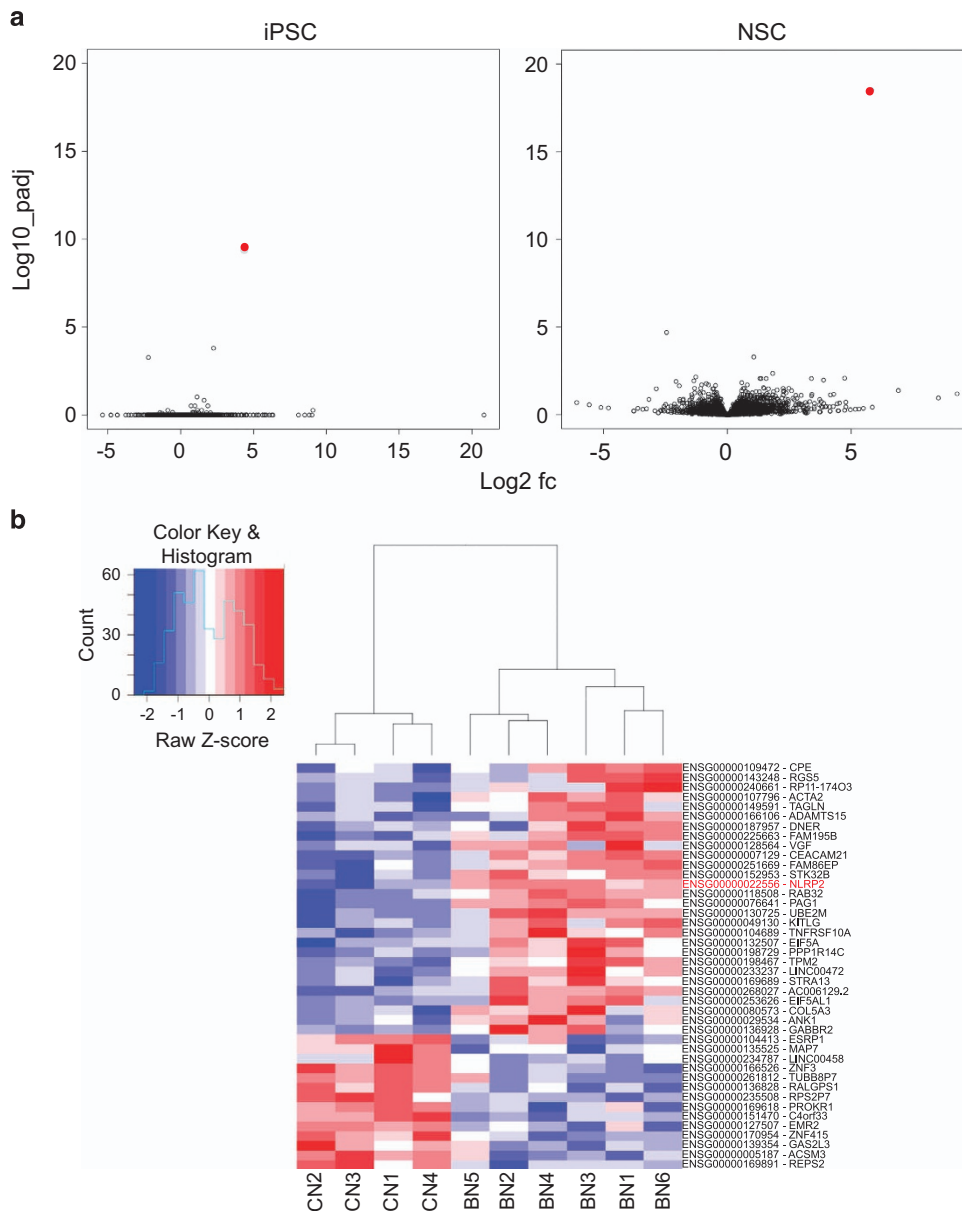 a
iPSC
NSC
20
15
10
5
0
Log10_padj
-5 0 5 10 15 20
20
15
10
5
0
-5 0 5
Log2 fc
b
Color Key &
Histogram
60
30
0
Count
-2 -1 0 1 2
Raw Z-score
ENSG00000109472 - CPE
ENSG00000143248 - RGS5
ENSG00000240661 - RP11-174O3
ENSG00000107796 - ACTA2
ENSG00000149591 - TAGLN
ENSG00000166106 - ADAMTS15
ENSG00000187957 - DNER
ENSG00000225663 - FAM195B
ENSG00000128564 - VGF
ENSG00000007129 - CEACAM21
ENSG00000251669 - FAM86EP
ENSG00000152953 - STK32B
ENSG00000022556 - NLRP2
ENSG00000118508 - RAB32
ENSG00000076641 - PAG1
ENSG00000130725 - UBE2M
ENSG00000049130 - KITLG
ENSG00000104689 - TNFRSF10A
ENSG00000132507 - EIF5A
ENSG00000198729 - PPP1R14C
ENSG00000198467 - TPM2
ENSG00000233237 - LINC00472
ENSG00000169689 - STRA13
ENSG00000268027 - AC006129.2
ENSG00000253626 - EIF5AL1
ENSG00000080573 - COL5A3
ENSG00000029534 - ANK1
ENSG00000136928 - GABBR2
ENSG00000104413 - ESRP1
ENSG00000135525 - MAP7
ENSG00000234787 - LINC00458
ENSG00000166526 - ZNF3
ENSG00000261812 - TUBB8P7
ENSG00000136828 - RALGPS1
ENSG00000235508 - RPS2P7
ENSG00000169618 - PROKR1
ENSG00000151470 - C4orf33
ENSG00000127507 - EMR2
ENSG00000170954 - ZNF415
ENSG00000139354 - GAS2L3
ENSG00000005187 - ACSM3
ENSG00000169891 - REPS2
CN2 CN3 CN1 CN4 BN5 BN2 BN4 BN3 BN1 BN6